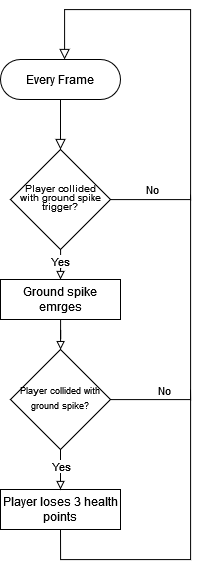 Every Frame
Player collided
with ground spike
trigger?
No
Yes
Ground spike
emrges
Player collided with
ground spike?
No
Yes
Player loses 3 health
points